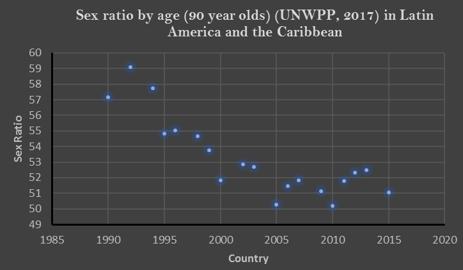 Sex ratio by age (90 year olds) (UNWPP, 2017) in Latin
America and the Caribbean
60
59
58
57
56
55
54
53
52
51
50
49
Sex Ratio
1985 1990 1995 2000 2005 2010 2015 2020
Country